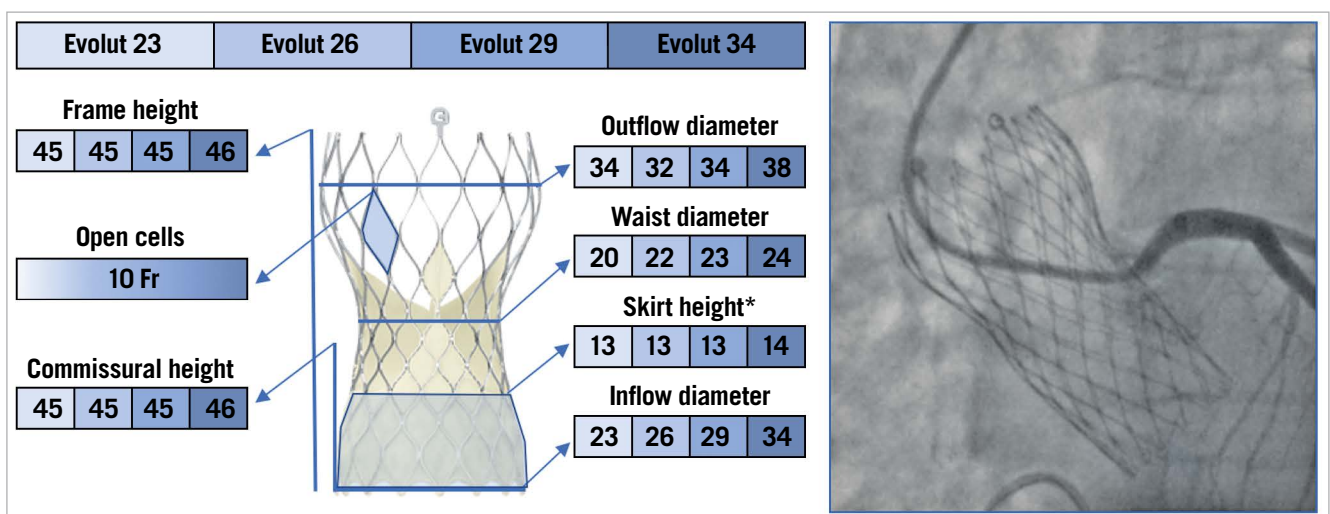 Evolut 23 Evolut 26 Evolut 29 Evolut 34
Frame height
45 45 45 46
Open cells
10 Fr
Commissural height
45 45 45 46
Outflow diameter
34 32 34 38
Waist diameter
20 22 23 24
Skirt height*
13 13 13 14
Inflow diameter
23 26 29 34